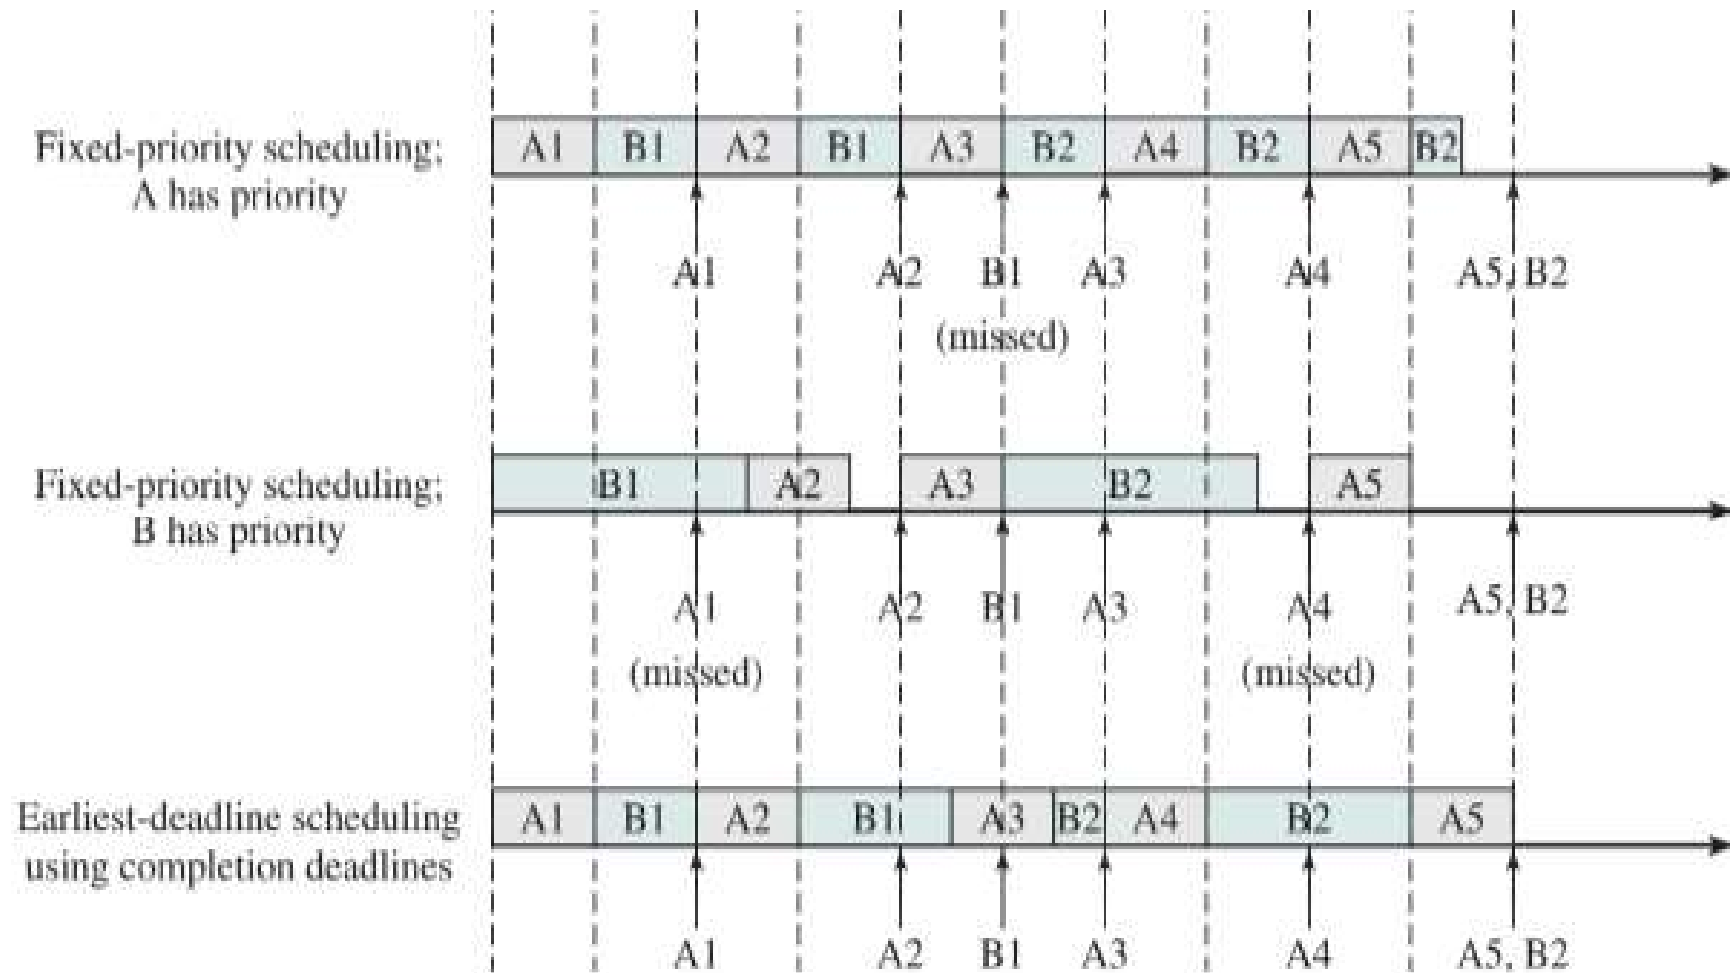 A1 B1 A2 B1 A3 B2 A4 B2 A5 B2
Fixed-priority scheduling;
A has priority
A1 A2 B1 A3 A4 A5, B2
(missed)
B1 A2 A3 B2 A5
Fixed-priority scheduling;
B has priority
A1 A2 B1 A3 A4 A5, B2
(missed) (missed)
A1 B1 A2 B1 A3 B2 A4 B2 A5
Earliest-deadline scheduling
using completion deadlines
A1 A2 B1 A3 A4 A5, B2